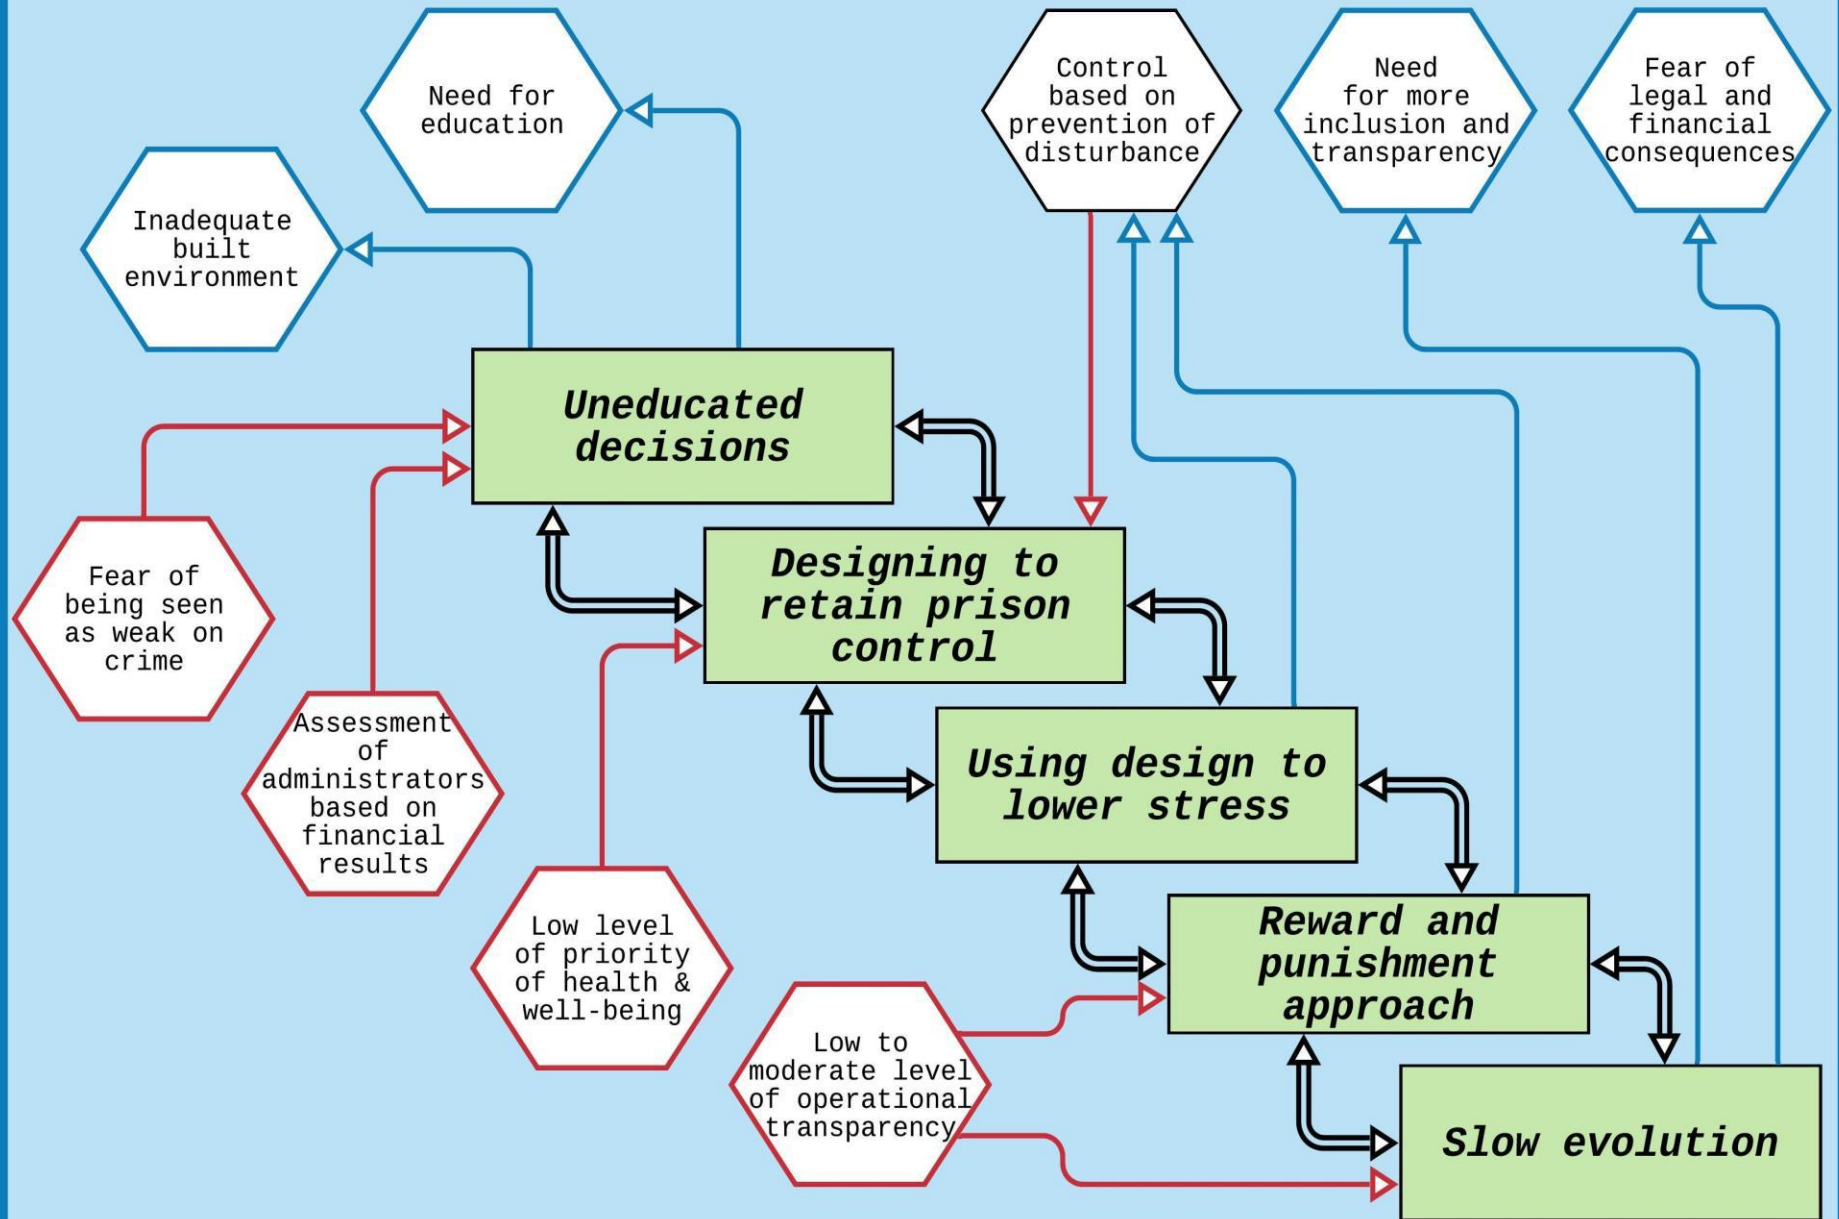 Need for
education
Control
based on
prevention of
disturbance
Need
for more
inclusion and
transparency
Fear of
legal and
financial
consequences
Inadequate
built
environment
Uneducated
decisions
Fear of
being seen
as weak on
crime
Designing to
retain prison
control
Assessment
of
administrators
based on
financial
results
Using design to
lower stress
Low level
of priority
of health &
well-being
Reward and
punishment
approach
Low to
moderate level
of operational
transparency
Slow evolution